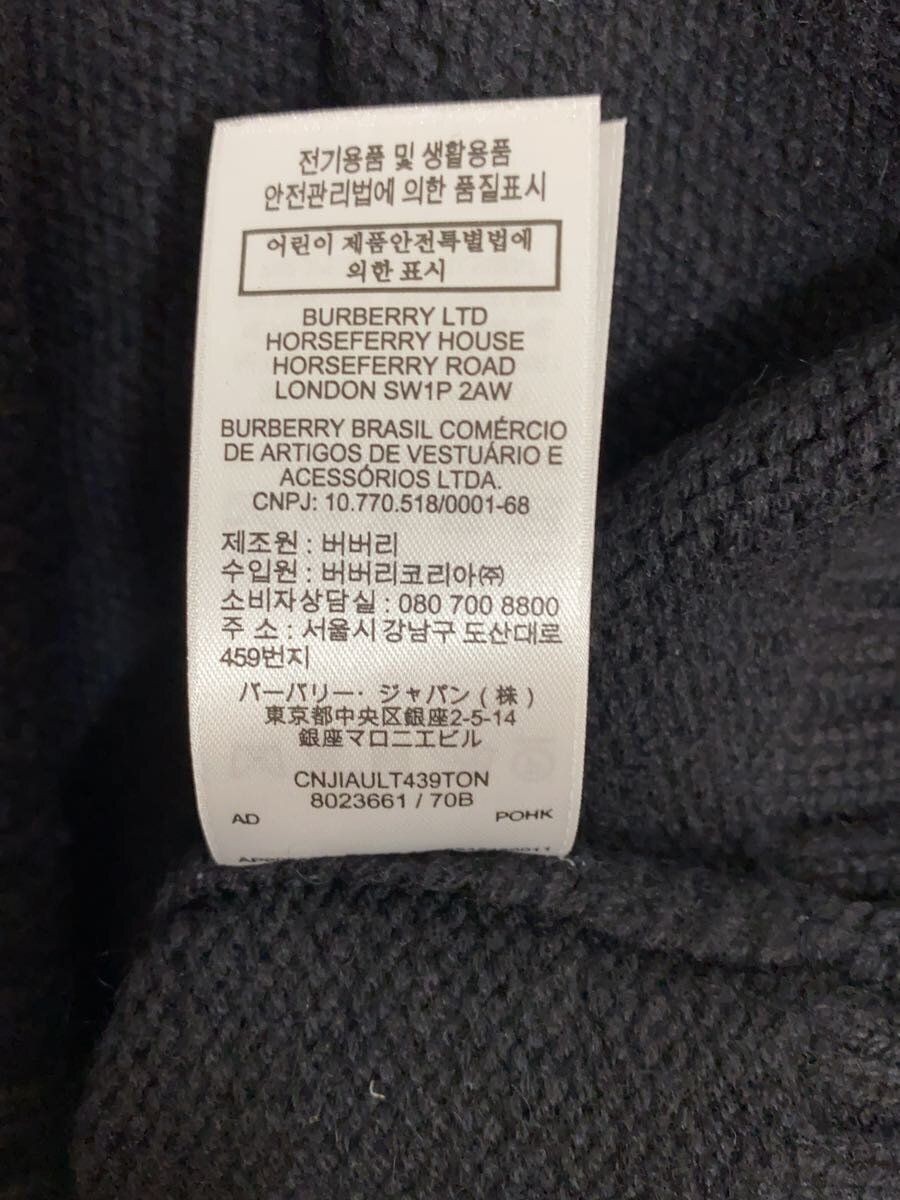 전기용품 및 생활용품
안전관리법에 의한 품질표시
어린이 제품안전특별법에
의한 표시
BURBERRY LTD
HORSEFERRY HOUSE
HORSEFERRY ROAD
LONDON SW1P 2AW
BURBERRY BRASIL COMÉRCIO
DE ARTIGOS DE VESTUÁRIO E
ACESSÓRIOS LTDA.
CNPJ: 10.770.518/0001-68
제조원 : 버버리
수입원 : 버버리코리아㈜
소비자상담실 : 080 700 8800
주 소 : 서울시 강남구 도산대로
459번지
バーバリー・ジャパン(株)
東京都中央区銀座2-5-14
銀座マロニエビル
CNJIAULT439TON
8023661 / 70B
AD POHK